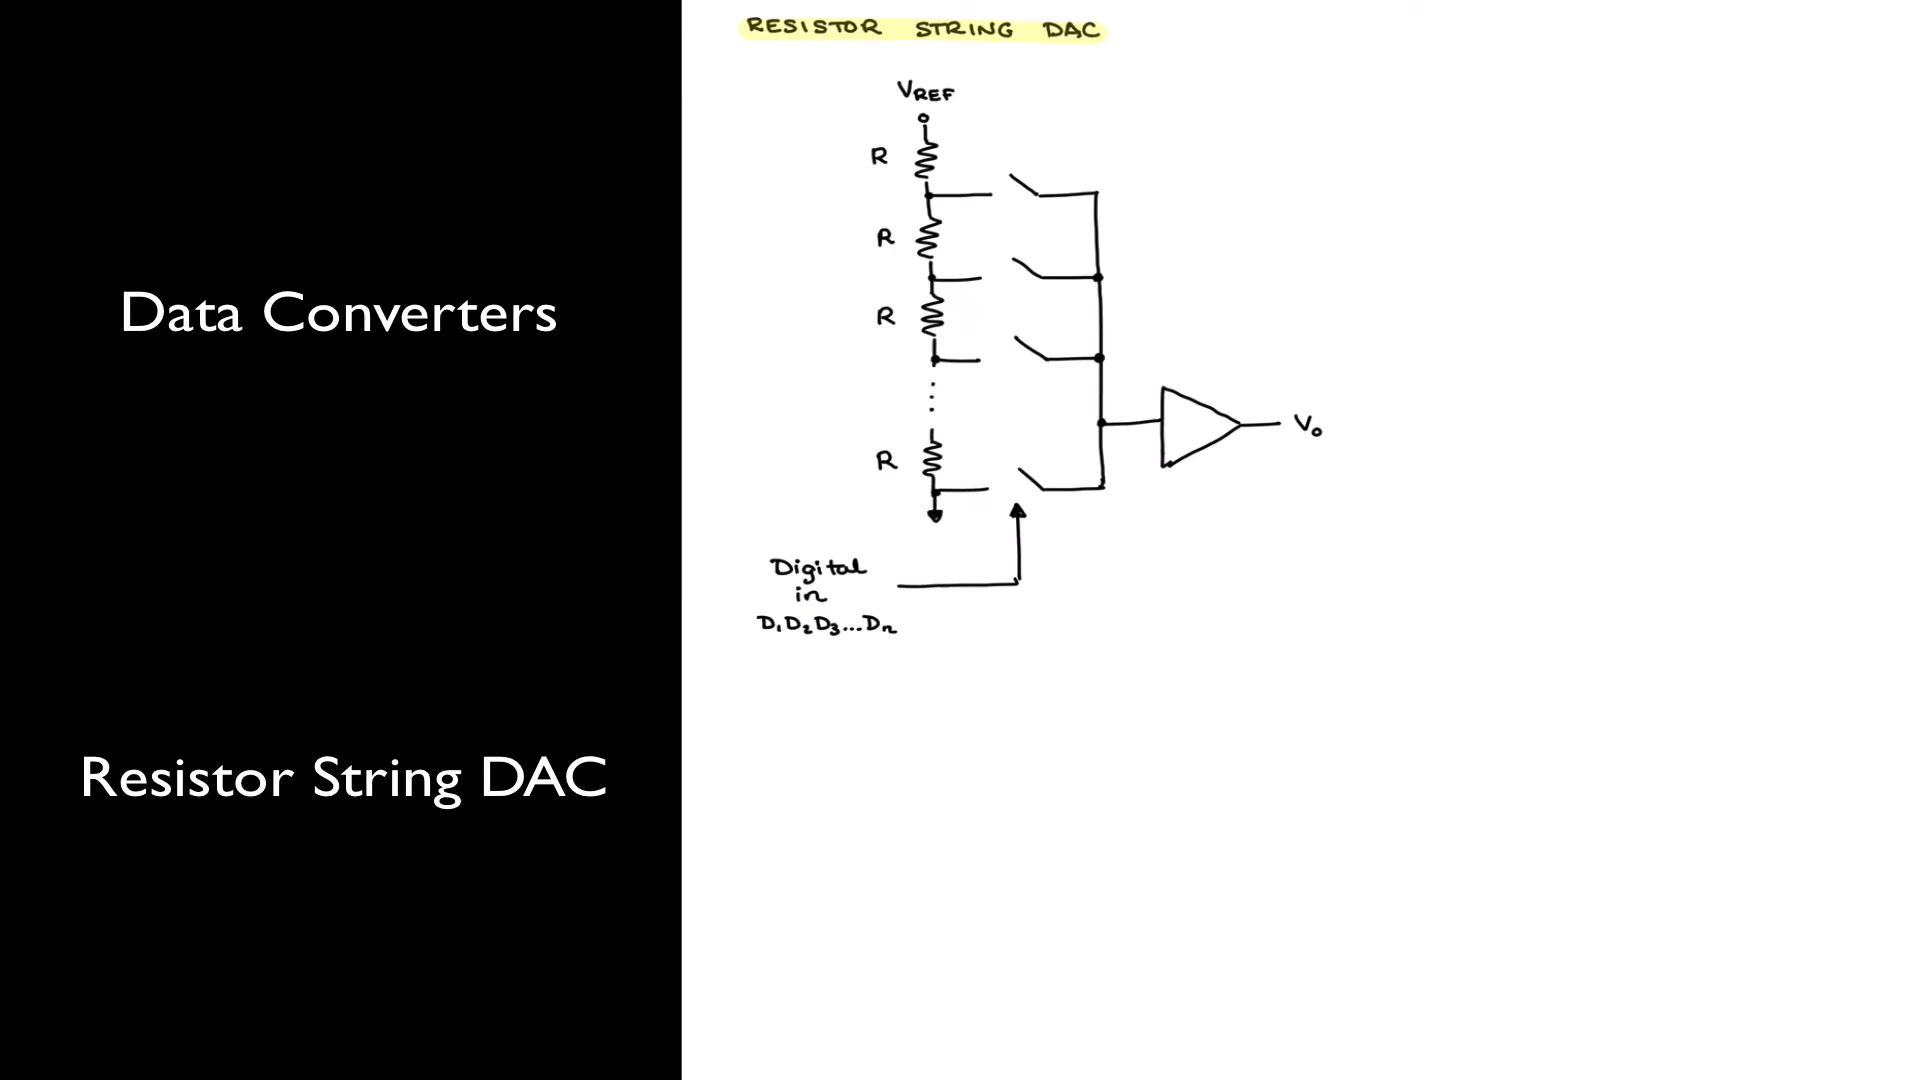 Data Converters
Resistor String DAC
RESISTOR STRING DAC
VREF
R
R
R
R
Vo
Digital
in
D₁D₂D₃...Dn